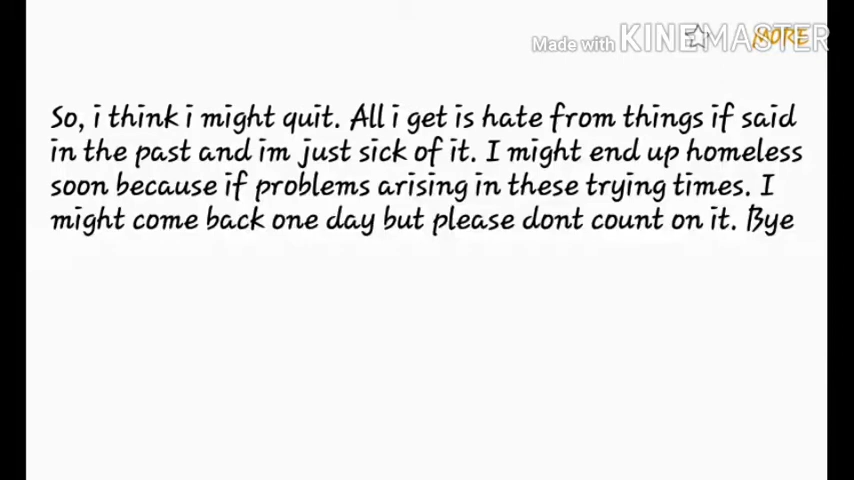 Made with KINEMASTER
MORE
So, i think i might quit. All i get is hate from things if said
in the past and im just sick of it. I might end up homeless
soon because if problems arising in these trying times. I
might come back one day but please dont count on it. Bye